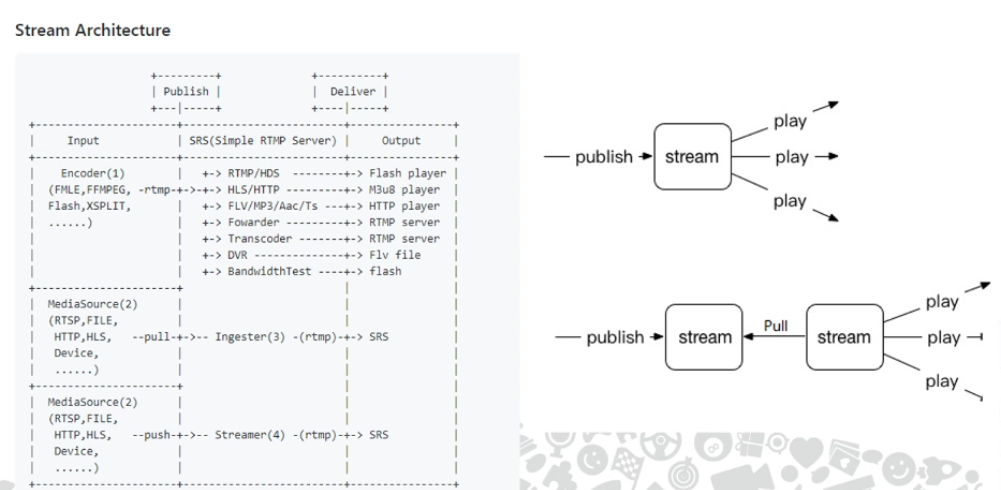 Stream Architecture
+---------+                +----------+
| Publish |                |  Deliver |
+---|-----+                +----|-----+
+----------------------+-------------------------+----------------+
|     Input            | SRS(Simple RTMP Server) |     Output     |
+----------------------+-------------------------+----------------+
|    Encoder(1)        |   +-> RTMP/HDS  --------+-> Flash player |
|  (FMLE,FFMPEG, -rtmp-+->-+-> HLS/HTTP ---------+-> M3u8 player  |
|  Flash,XSPLIT,       |   +-> FLV/MP3/Aac/Ts ---+-> HTTP player  |
|  ......)             |   +-> Fowarder ---------+-> RTMP server  |
|                      |   +-> Transcoder -------+-> RTMP server  |
|                      |   +-> DVR --------------+-> Flv file     |
|                      |   +-> BandwidthTest ----+-> flash        |
+----------------------+                         |                |
|  MediaSource(2)      |                         |                |
|  (RTSP,FILE,         |                         |                |
|   HTTP,HLS,   --pull-+->-- Ingester(3) -(rtmp)-+-> SRS          |
|   Device,            |                         |                |
|   ......)            |                         |                |
+----------------------+                         |                |
|  MediaSource(2)      |                         |                |
|  (RTSP,FILE,         |                         |                |
|   HTTP,HLS,   --push-+->-- Streamer(4) -(rtmp)-+-> SRS          |
|   Device,            |                         |                |
|   ......)            |                         |                |
+----------------------+-------------------------+----------------+
play
publish stream play
play
play
publish stream Pull stream play
play